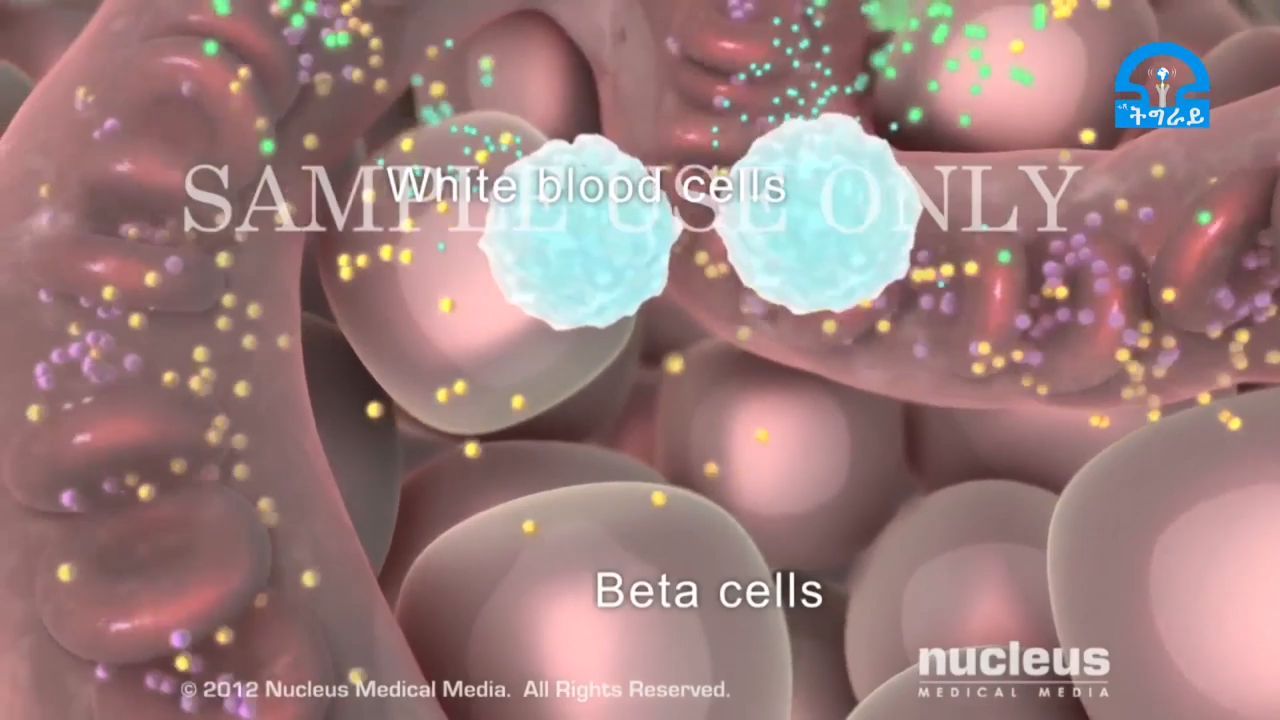 ትግራይ
SAMPLE USE ONLY
White blood cells
Beta cells
nucleus
MEDICAL MEDIA
© 2012 Nucleus Medical Media. All Rights Reserved.